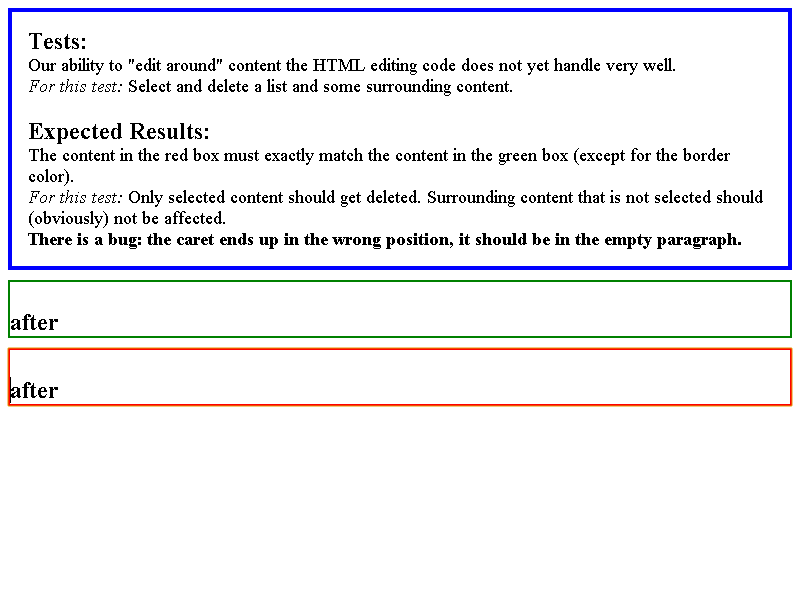 Tests:
Our ability to "edit around" content the HTML editing code does not yet handle very well.
For this test: Select and delete a list and some surrounding content.
Expected Results:
The content in the red box must exactly match the content in the green box (except for the border
color).
For this test: Only selected content should get deleted. Surrounding content that is not selected should
(obviously) not be affected.
There is a bug: the caret ends up in the wrong position, it should be in the empty paragraph.
after
after